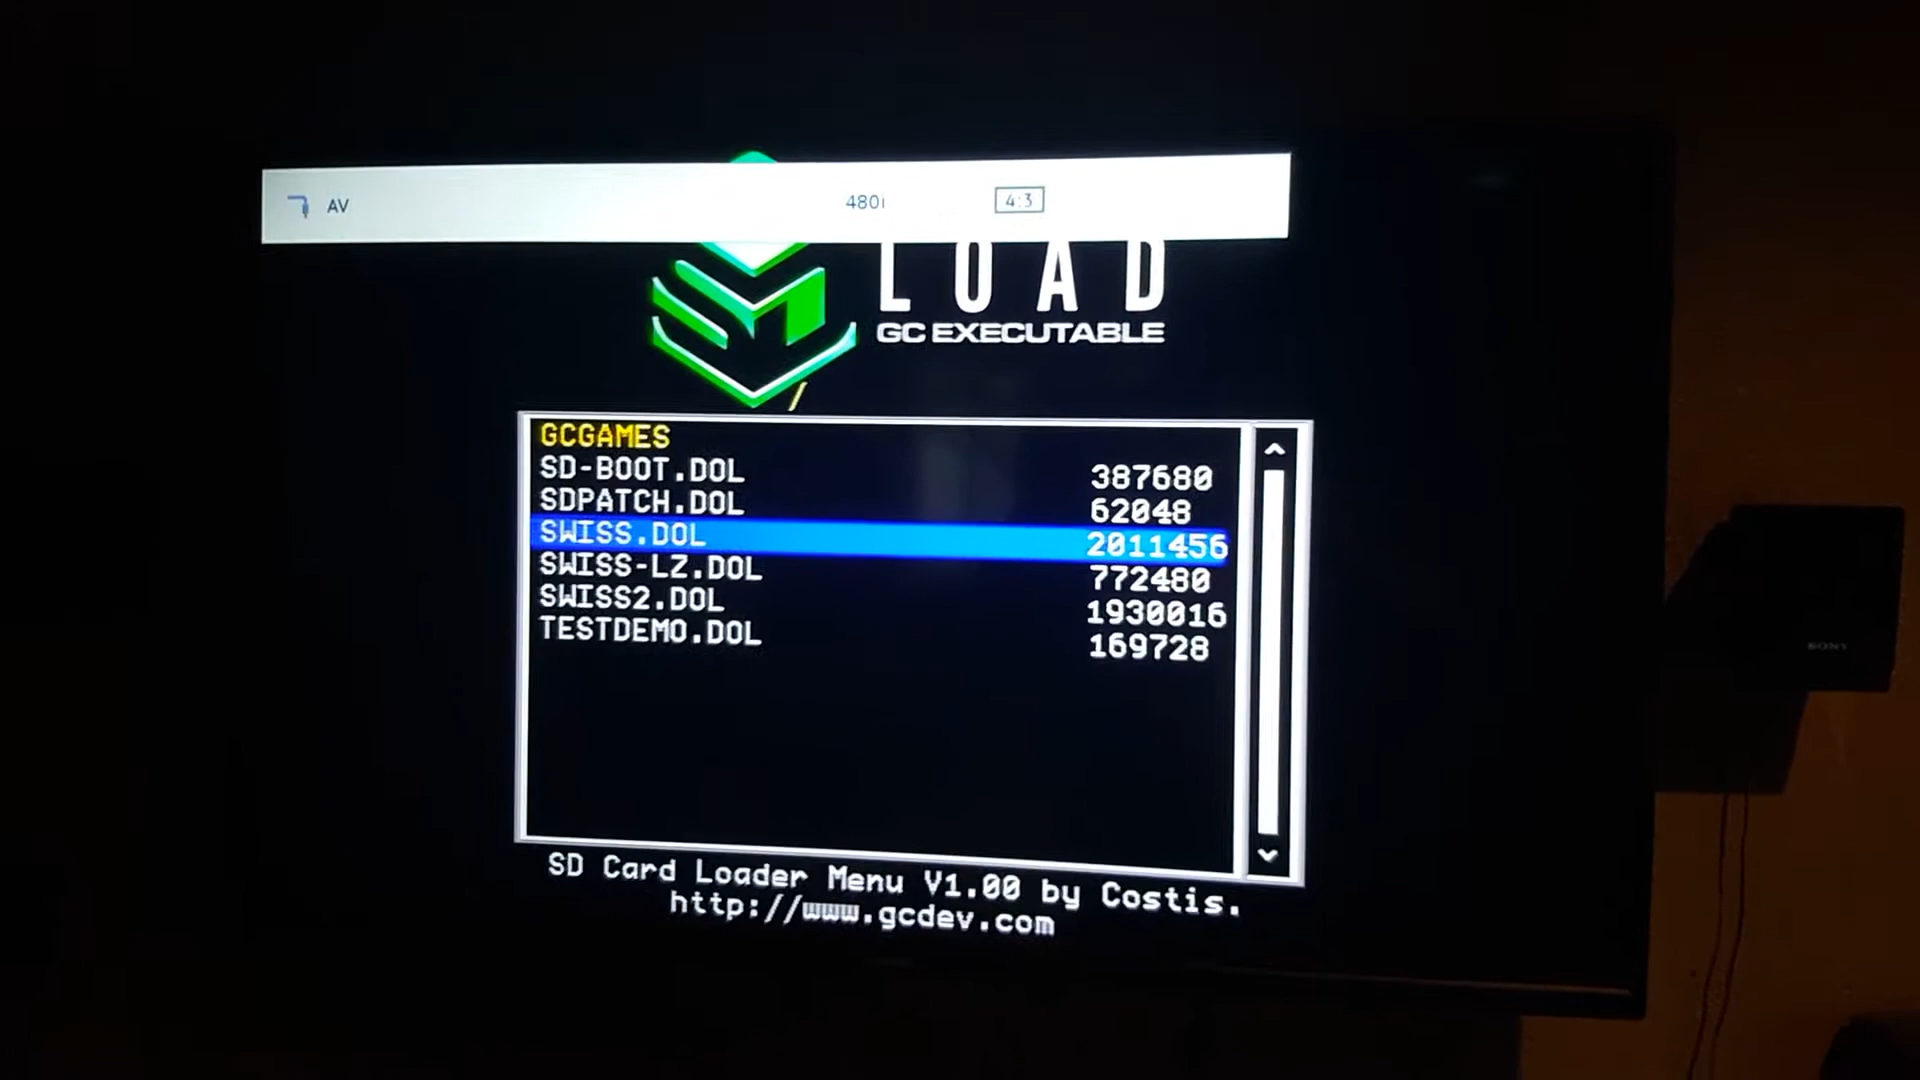 AV 480i 4:3
LOAD
GC EXECUTABLE
/
GCGAMES
SD-BOOT.DOL 387680
SDPATCH.DOL 62048
SWISS.DOL 2011456
SWISS-LZ.DOL 772480
SWISS2.DOL 1930016
TESTDEMO.DOL 169728
SD Card Loader Menu V1.00 by Costis.
http://www.gcdev.com
SONY